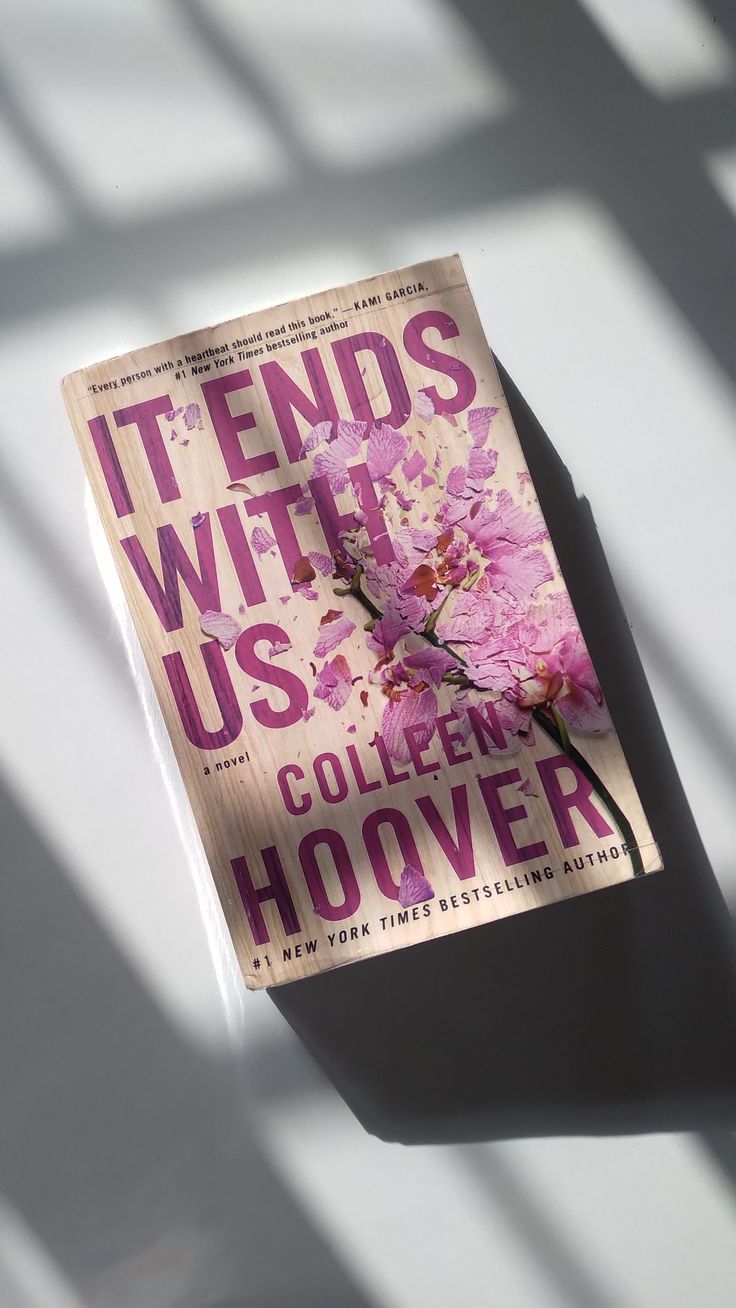 "Every person with a heartbeat should read this book." —KAMI GARCIA,
#1 New York Times bestselling author
IT ENDS
WITH
US
a novel
COLLEEN
HOOVER
#1 NEW YORK TIMES BESTSELLING AUTHOR